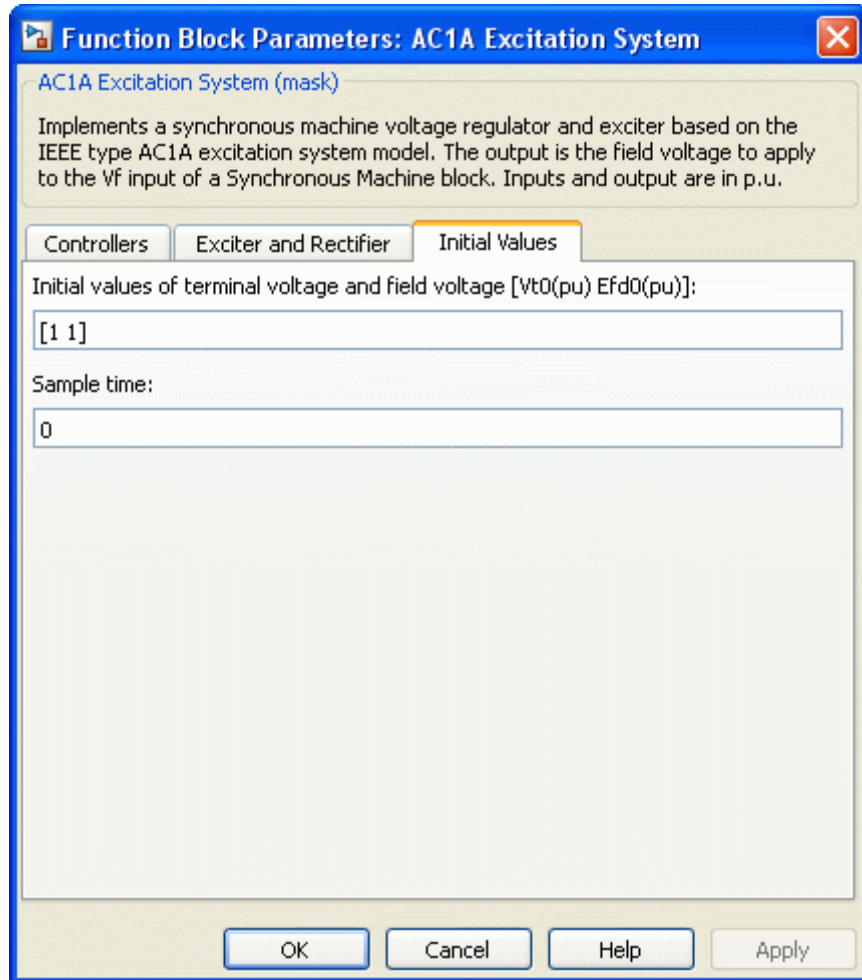 Function Block Parameters: AC1A Excitation System
AC1A Excitation System (mask)
Implements a synchronous machine voltage regulator and exciter based on the
IEEE type AC1A excitation system model. The output is the field voltage to apply
to the Vf input of a Synchronous Machine block. Inputs and output are in p.u.
Controllers Exciter and Rectifier Initial Values
Initial values of terminal voltage and field voltage [Vt0(pu) Efd0(pu)]:
[1 1]
Sample time:
0
OK Cancel Help Apply